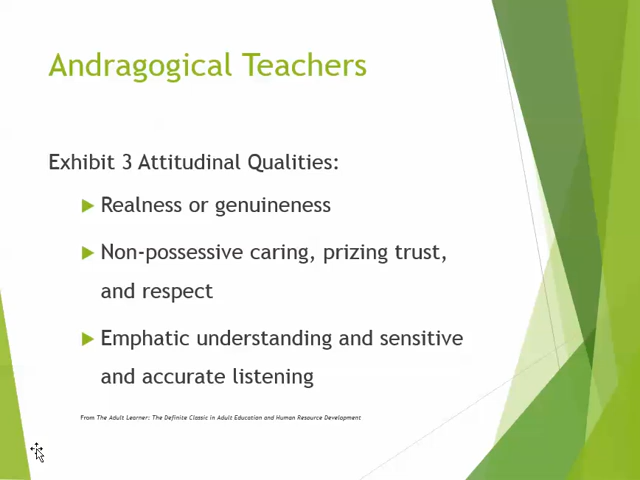 Andragogical Teachers
Exhibit 3 Attitudinal Qualities:
Realness or genuineness
Non-possessive caring, prizing trust,
and respect
Emphatic understanding and sensitive
and accurate listening
From The Adult Learner: The Definite Classic in Adult Education and Human Resource Development